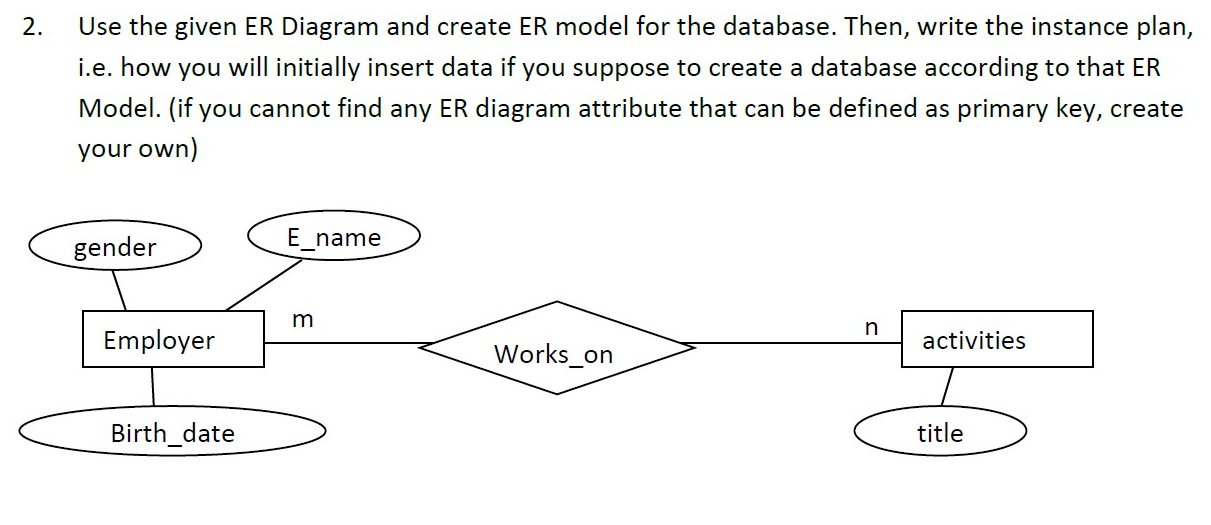 2. Use the given ER Diagram and create ER model for the database. Then, write the instance plan,
i.e. how you will initially insert data if you suppose to create a database according to that ER
Model. (if you cannot find any ER diagram attribute that can be defined as primary key, create
your own)
gender
E_name
m
n
Employer
Works_on
activities
Birth_date
title